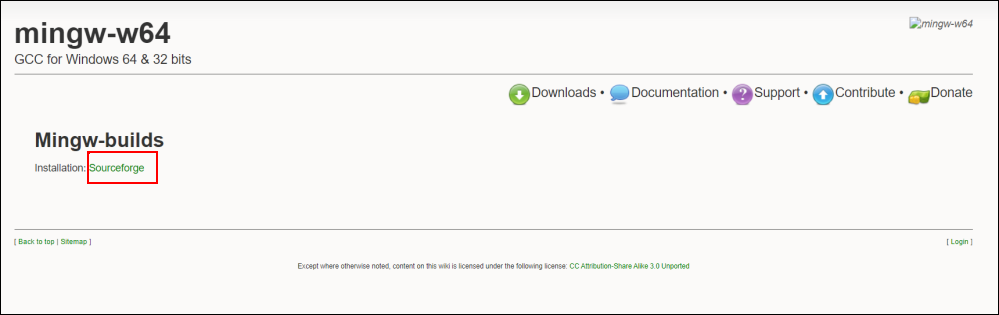 mingw-w64
mingw-w64
GCC for Windows 64 & 32 bits
Downloads • Documentation • ? Support • Contribute • Donate
Mingw-builds
Installation: Sourceforge
[ Back to top | Sitemap ]
[ Login ]
Except where otherwise noted, content on this wiki is licensed under the following license: CC Attribution-Share Alike 3.0 Unported